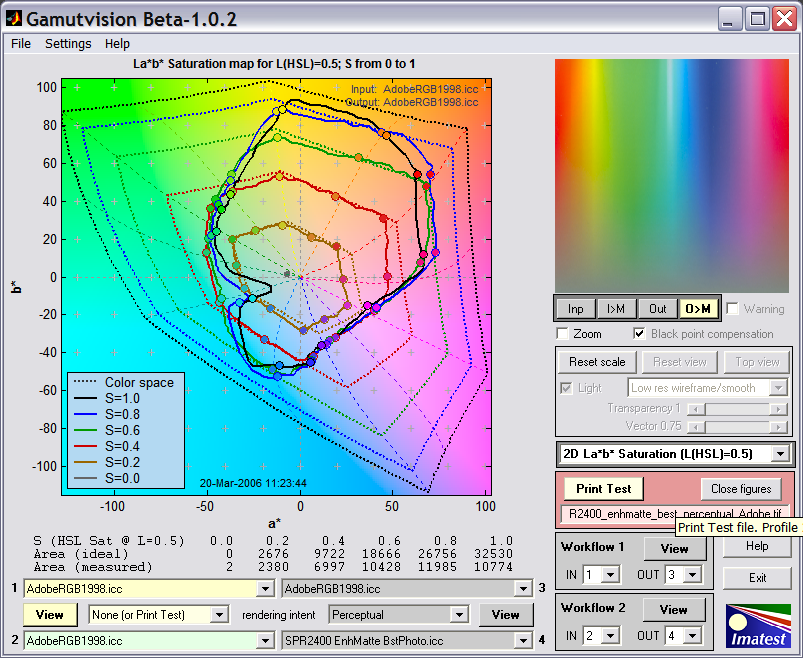 Gamutvision Beta-1.0.2
File Settings Help
La*b* Saturation map for L(HSL)=0.5; S from 0 to 1
Input: AdobeRGB1998.icc
Output: AdobeRGB1998.icc
100
80
60
40
20
0
-20
-40
-60
-80
-100
b*
-100
-50
0
50
100
a*
Color space
S=1.0
S=0.8
S=0.6
S=0.4
S=0.2
S=0.0
20-Mar-2006 11:23:44
S (HSL Sat @ L=0.5) 0.0 0.2 0.4 0.6 0.8 1.0
Area (ideal) 0 2676 9722 18666 26756 32530
Area (measured) 2 2380 6997 10428 11985 10774
1 AdobeRGB1998.icc AdobeRGB1998.icc 3
View None (or Print Test) rendering intent Perceptual View
2 AdobeRGB1998.icc SPR2400 EnhMatte BstPhoto.icc 4
Inp I>M Out O>M Warning
Zoom Black point compensation
Reset scale Reset view Top view
Light Low res wireframe/smooth
Transparency 1
Vector 0.75
2D La*b* Saturation (L(HSL)=0.5)
Print Test Close figures
R2400_enhmatte_best_perceptual_Adobe.tif
Print Test file. Profile
Workflow 1 View Help
IN 1 OUT 3 Exit
Workflow 2 View
IN 2 OUT 4
Imatest